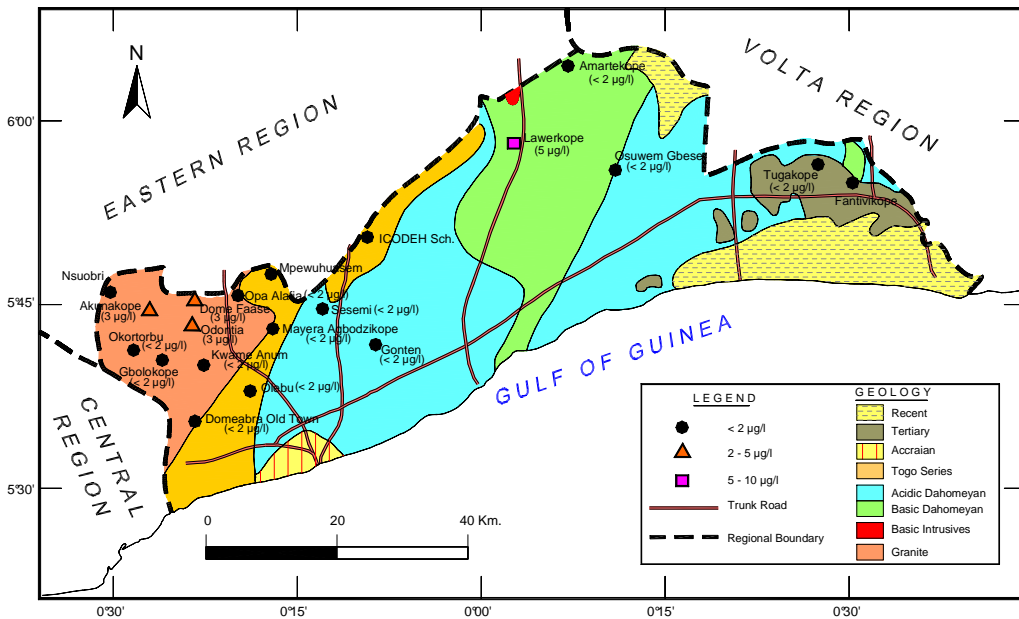 N
EASTERN REGION
VOLTA REGION
CENTRAL
REGION
GULF OF GUINEA
6°00'
5°45'
5°30'
Amartekope
(< 2 µg/l)
Lawerkope
(5 µg/l)
Osuwem Gbese
(< 2 µg/l)
Tugakope
(< 2 µg/l)
Fantivikope
ICODEH Sch.
Mpewuhunsem
Nsuobri
Opa Alafia (< 2 µg/l)
Akunakope
(3 µg/l)
Dome Faase
(3 µg/l)
Sesemi (< 2 µg/l)
Odontia
(3 µg/l)
Mayera Agbodzikope
(< 2 µg/l)
Okortorbu
(< 2 µg/l)
Gonten
(< 2 µg/l)
Kwame Anum
(< 2 µg/l)
Gbolokope
(< 2 µg/l)
Olebu (< 2 µg/l)
Domeabra Old Town
(< 2 µg/l)
0 20 40 Km.
LEGEND
< 2 µg/l
2 - 5 µg/l
5 - 10 µg/l
Trunk Road
Regional Boundary
GEOLOGY
Recent
Tertiary
Accraian
Togo Series
Acidic Dahomeyan
Basic Dahomeyan
Basic Intrusives
Granite
0°30' 0°15' 0°00' 0°15' 0°30'